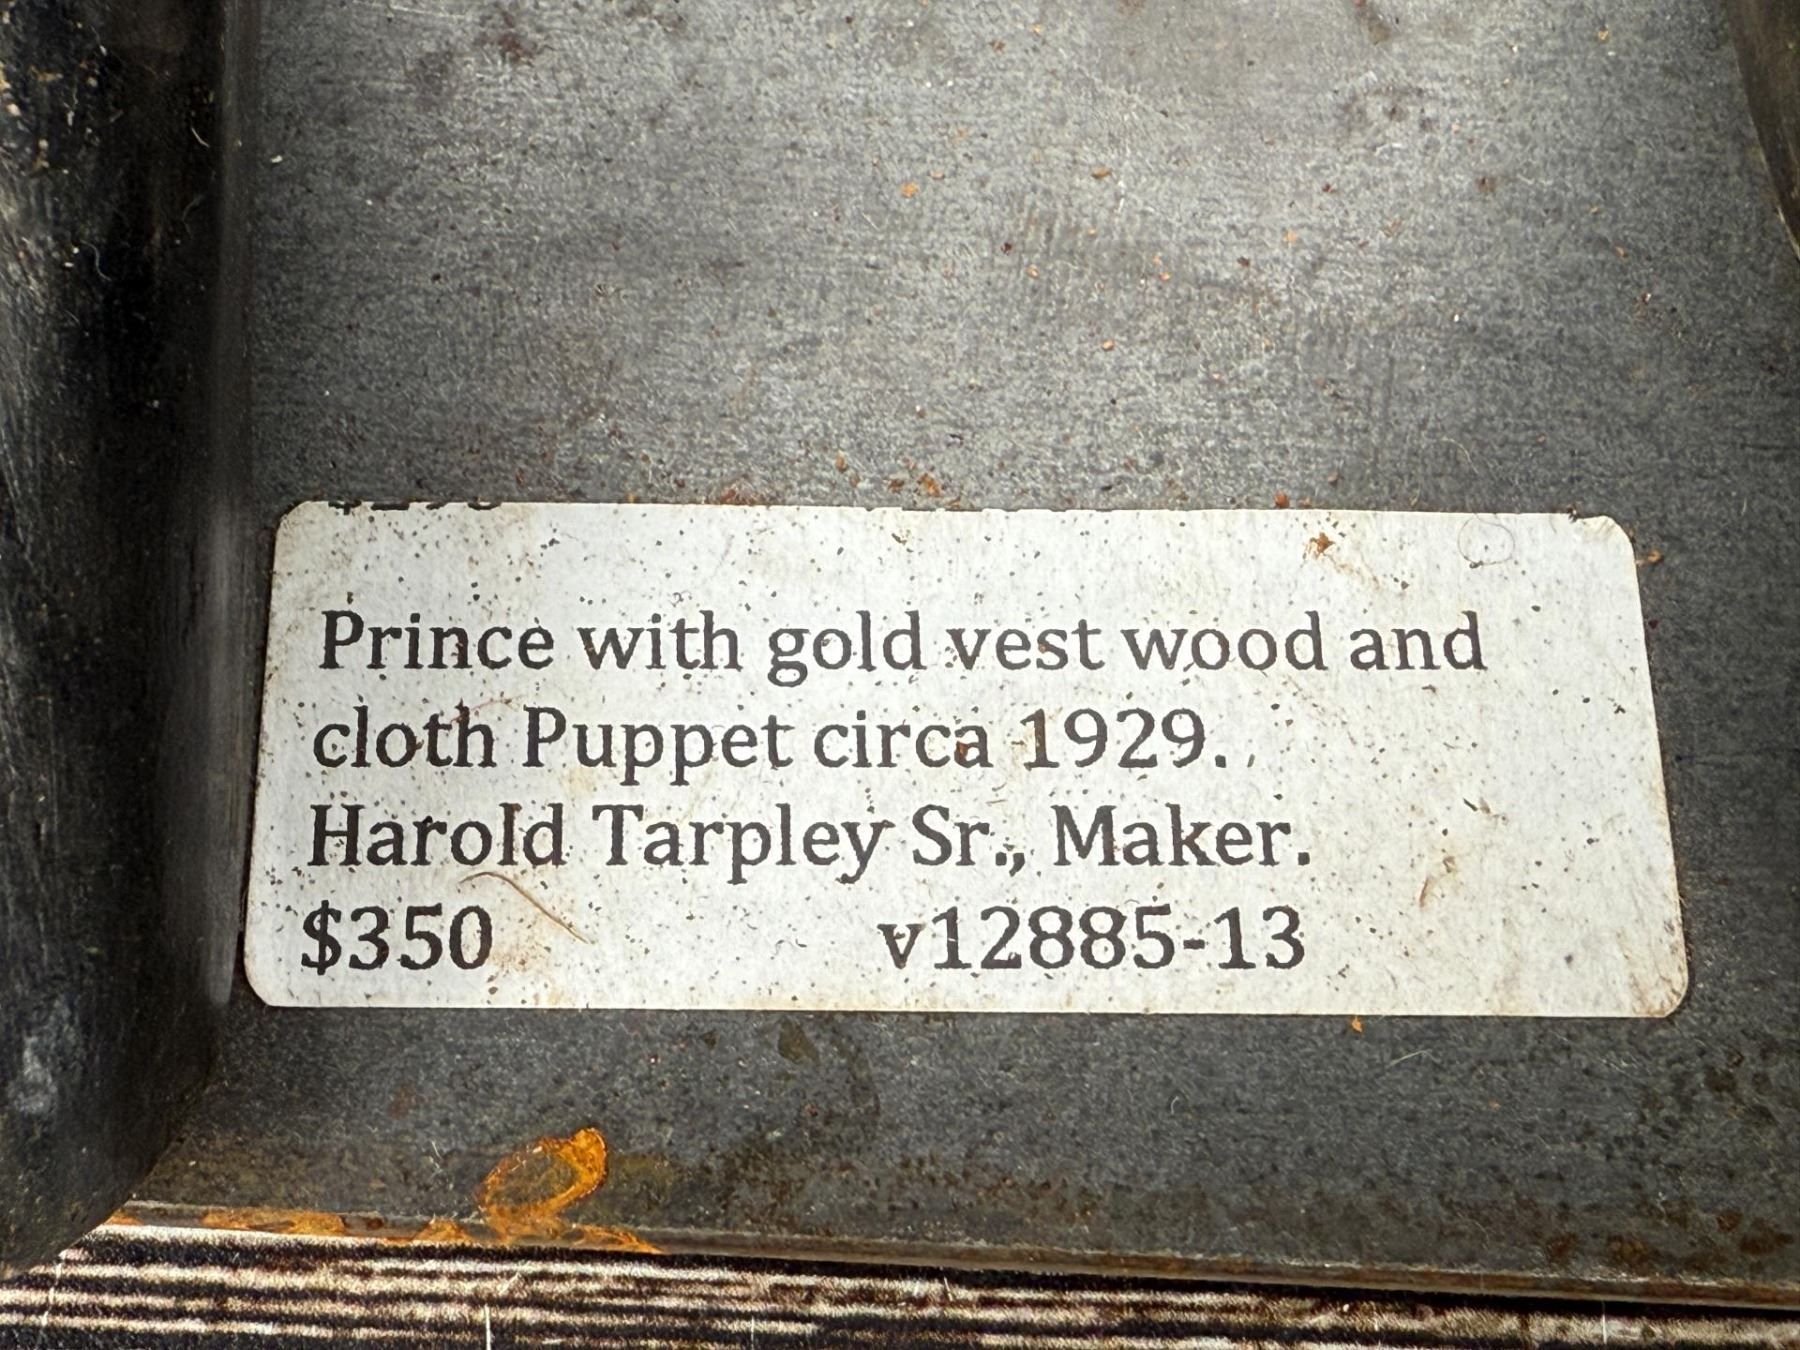 Prince with gold vest wood and
cloth Puppet circa 1929.
Harold Tarpley Sr., Maker.
$350 v12885-13